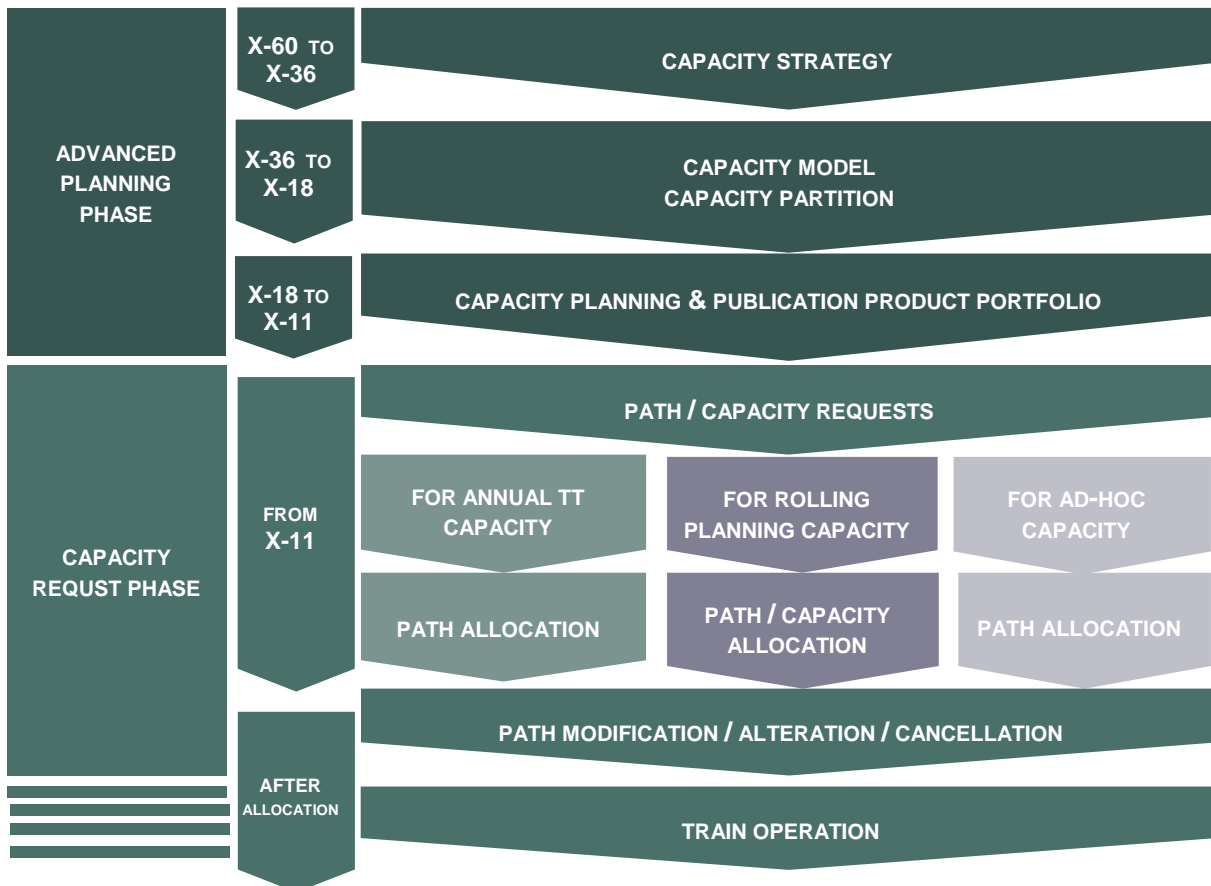 X-60 TO
X-36
CAPACITY STRATEGY
ADVANCED
PLANNING
PHASE
X-36 TO
X-18
CAPACITY MODEL
CAPACITY PARTITION
X-18 TO
X-11
CAPACITY PLANNING & PUBLICATION PRODUCT PORTFOLIO
CAPACITY
REQUST PHASE
FROM
X-11
PATH / CAPACITY REQUESTS
FOR ANNUAL TT
CAPACITY
FOR ROLLING
PLANNING CAPACITY
FOR AD-HOC
CAPACITY
PATH ALLOCATION
PATH / CAPACITY
ALLOCATION
PATH ALLOCATION
PATH MODIFICATION / ALTERATION / CANCELLATION
AFTER
ALLOCATION
TRAIN OPERATION